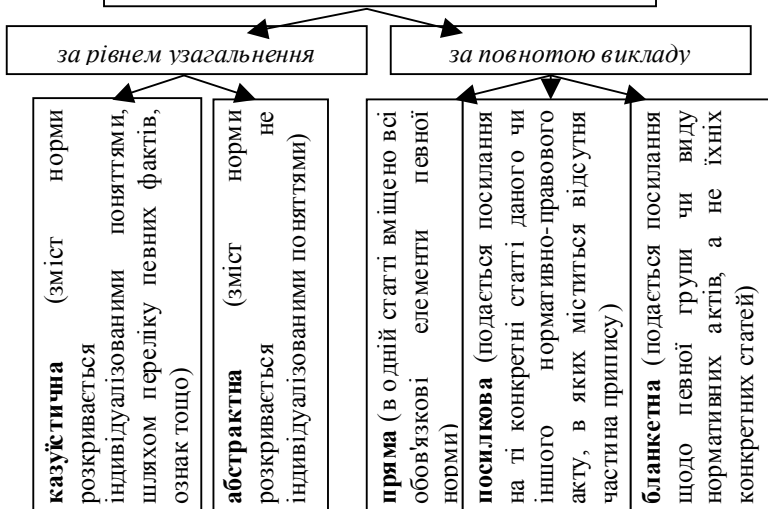 за рівнем узагальнення
за повнотою викладу
казуїстична (зміст норми
розкривається
індивідуалізованими поняттями,
шляхом переліку певних фактів,
ознак тощо)
абстрактна (зміст норми
розкривається не
індивідуалізованими поняттями)
пряма (в одній статті вміщено всі
обов'язкові елементи певної
норми)
посилкова (подається посилання
на ті конкретні статті даного чи
іншого нормативно-правового
акту, в яких міститься відсутня
частина припису)
бланкетна (подається посилання
щодо певної групи чи виду
нормативних актів, а не їхніх
конкретних статей)